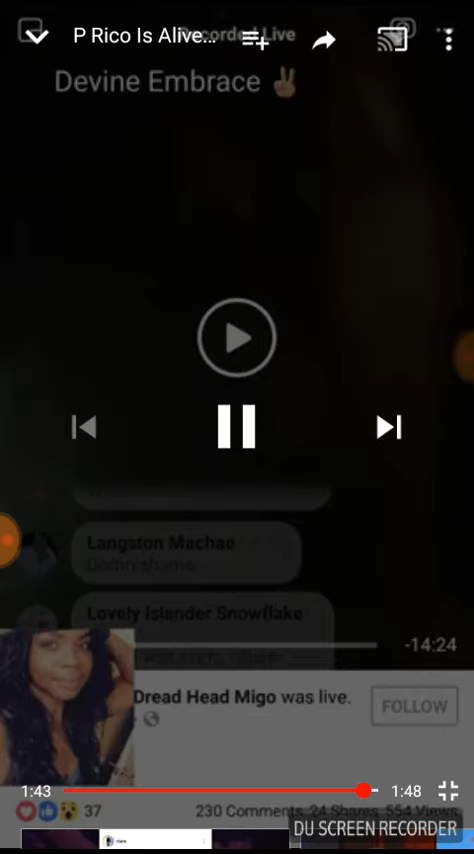 P Rico Is Alive...
Recorded Live
Devine Embrace ✌🏽
Langston Machae
Damn shame
Lovely Islander Snowflake
-14:24
Dread Head Migo was live.
FOLLOW
1:43
1:48
37
230 Comments 24 Shares 554 Views
DU SCREEN RECORDER